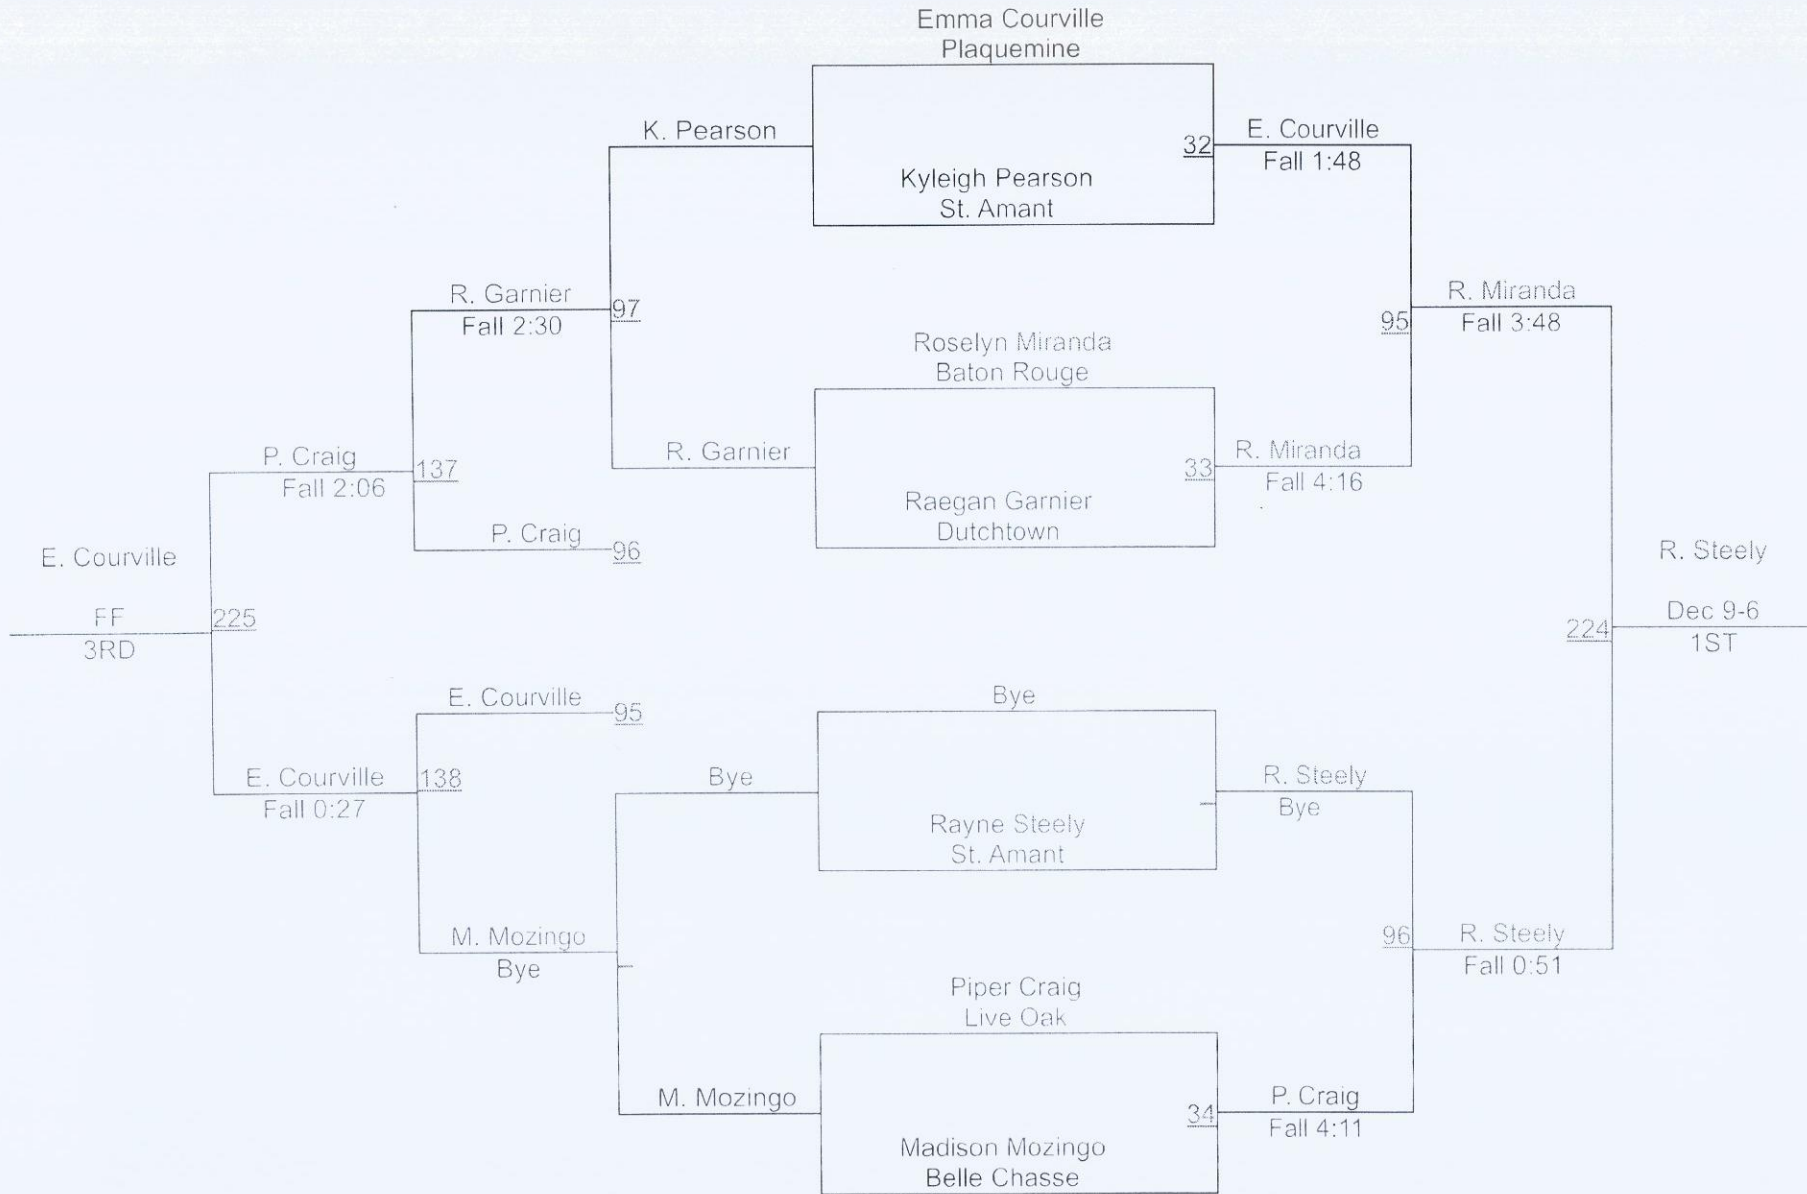 Emma Courville
Plaquemine
K. Pearson
32
E. Courville
Fall 1:48
Kyleigh Pearson
St. Amant
R. Garnier
Fall 2:30
97
95
R. Miranda
Fall 3:48
Roselyn Miranda
Baton Rouge
R. Garnier
33
R. Miranda
Fall 4:16
Raegan Garnier
Dutchtown
P. Craig
Fall 2:06
137
P. Craig
96
E. Courville
FF
3RD
225
R. Steely
Dec 9-6
1ST
224
E. Courville
95
Bye
E. Courville
Fall 0:27
138
Bye
R. Steely
Bye
Rayne Steely
St. Amant
M. Mozingo
Bye
96
R. Steely
Fall 0:51
Piper Craig
Live Oak
M. Mozingo
34
P. Craig
Fall 4:11
Madison Mozingo
Belle Chasse